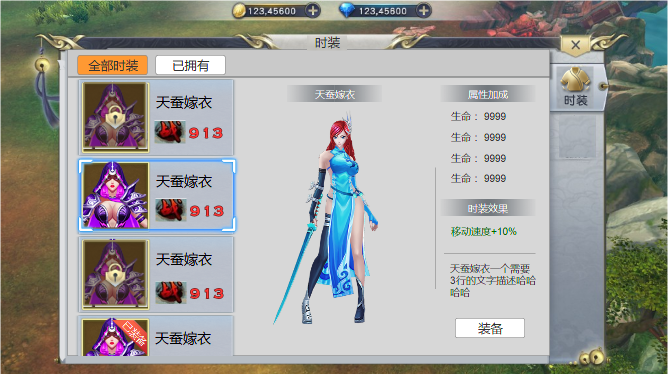 123,45600
123,45600
时装
全部时装
已拥有
时装
天蚕嫁衣
913
天蚕嫁衣
913
天蚕嫁衣
913
天蚕嫁衣
已装备
天蚕嫁衣
属性加成
生命： 9999
生命： 9999
生命： 9999
生命： 9999
时装效果
移动速度+10%
天蚕嫁衣一个需要
3行的文字描述哈哈
哈哈
装备